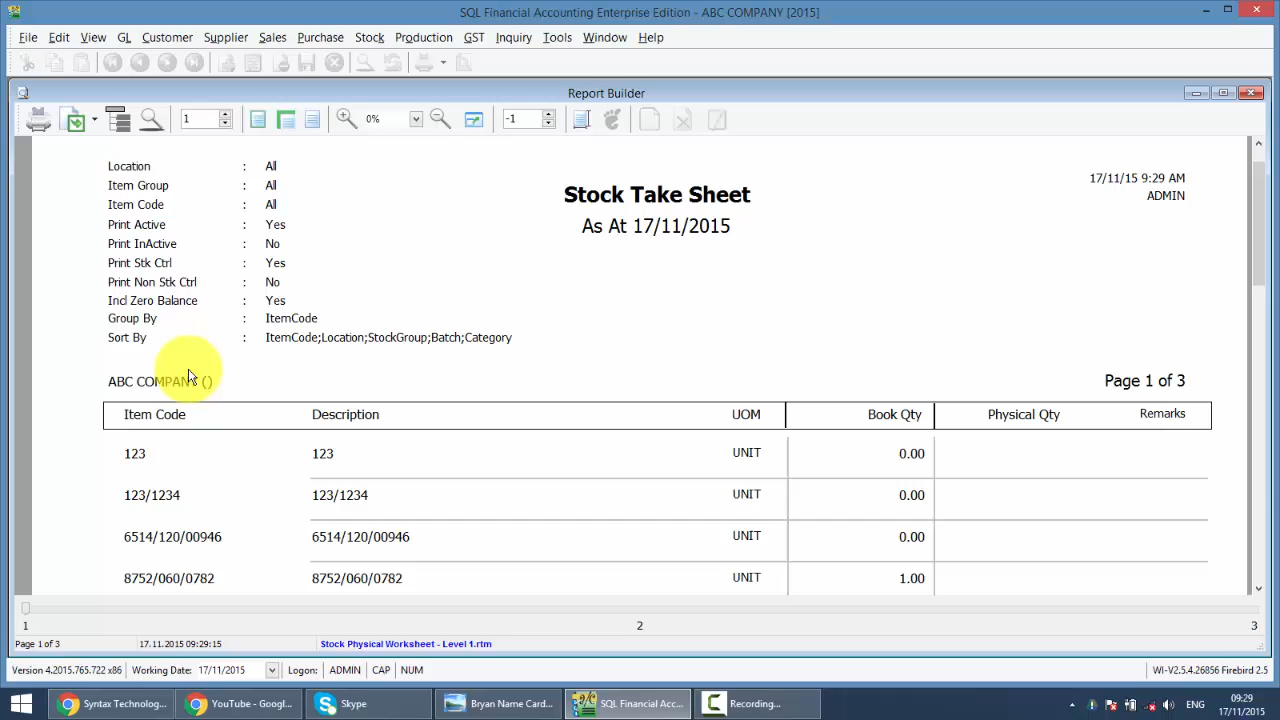 SQL Financial Accounting Enterprise Edition - ABC COMPANY [2015]
File Edit View GL Customer Supplier Sales Purchase Stock Production GST Inquiry Tools Window Help
Report Builder
1 0% -1
Location : All
Item Group : All
Item Code : All
Print Active : Yes
Print InActive : No
Print Stk Ctrl : Yes
Print Non Stk Ctrl : No
Incl Zero Balance : Yes
Group By : ItemCode
Sort By : ItemCode;Location;StockGroup;Batch;Category
Stock Take Sheet
As At 17/11/2015
17/11/15 9:29 AM
ADMIN
ABC COMPANY () Page 1 of 3
Item Code Description UOM Book Qty Physical Qty Remarks
123 123 UNIT 0.00
123/1234 123/1234 UNIT 0.00
6514/120/00946 6514/120/00946 UNIT 0.00
8752/060/0782 8752/060/0782 UNIT 1.00
1 2 3
Page 1 of 3 17.11.2015 09:29:15 Stock Physical Worksheet - Level 1.rtm
Version 4.2015.765.722 x86 Working Date: 17/11/2015 Logon: ADMIN CAP NUM WI-V2.5.4.26856 Firebird 2.5
Syntax Technolog... YouTube - Googl... Skype Bryan Name Card... SQL Financial Acc... Recording... ENG 09:29
17/11/2015